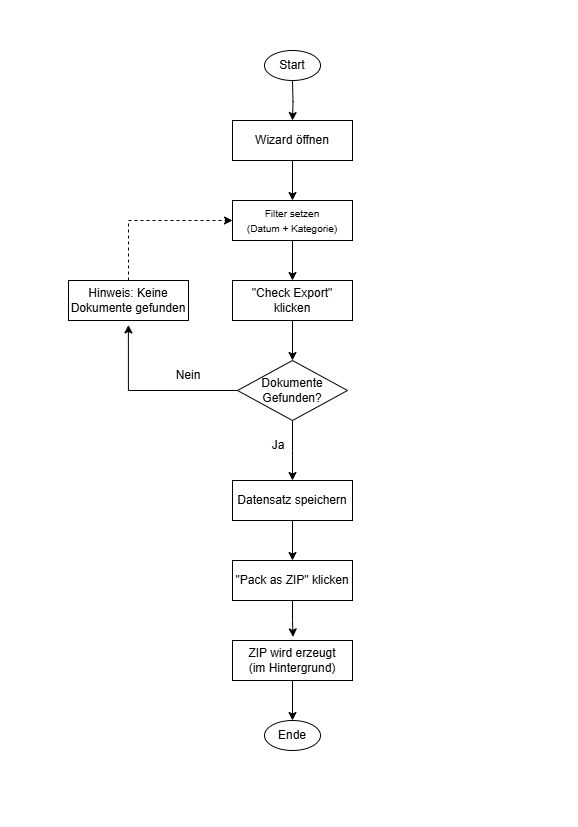 Start
Wizard öffnen
Filter setzen
(Datum + Kategorie)
Hinweis: Keine
Dokumente gefunden
"Check Export"
klicken
Nein
Dokumente
Gefunden?
Ja
Datensatz speichern
"Pack as ZIP" klicken
ZIP wird erzeugt
(im Hintergrund)
Ende